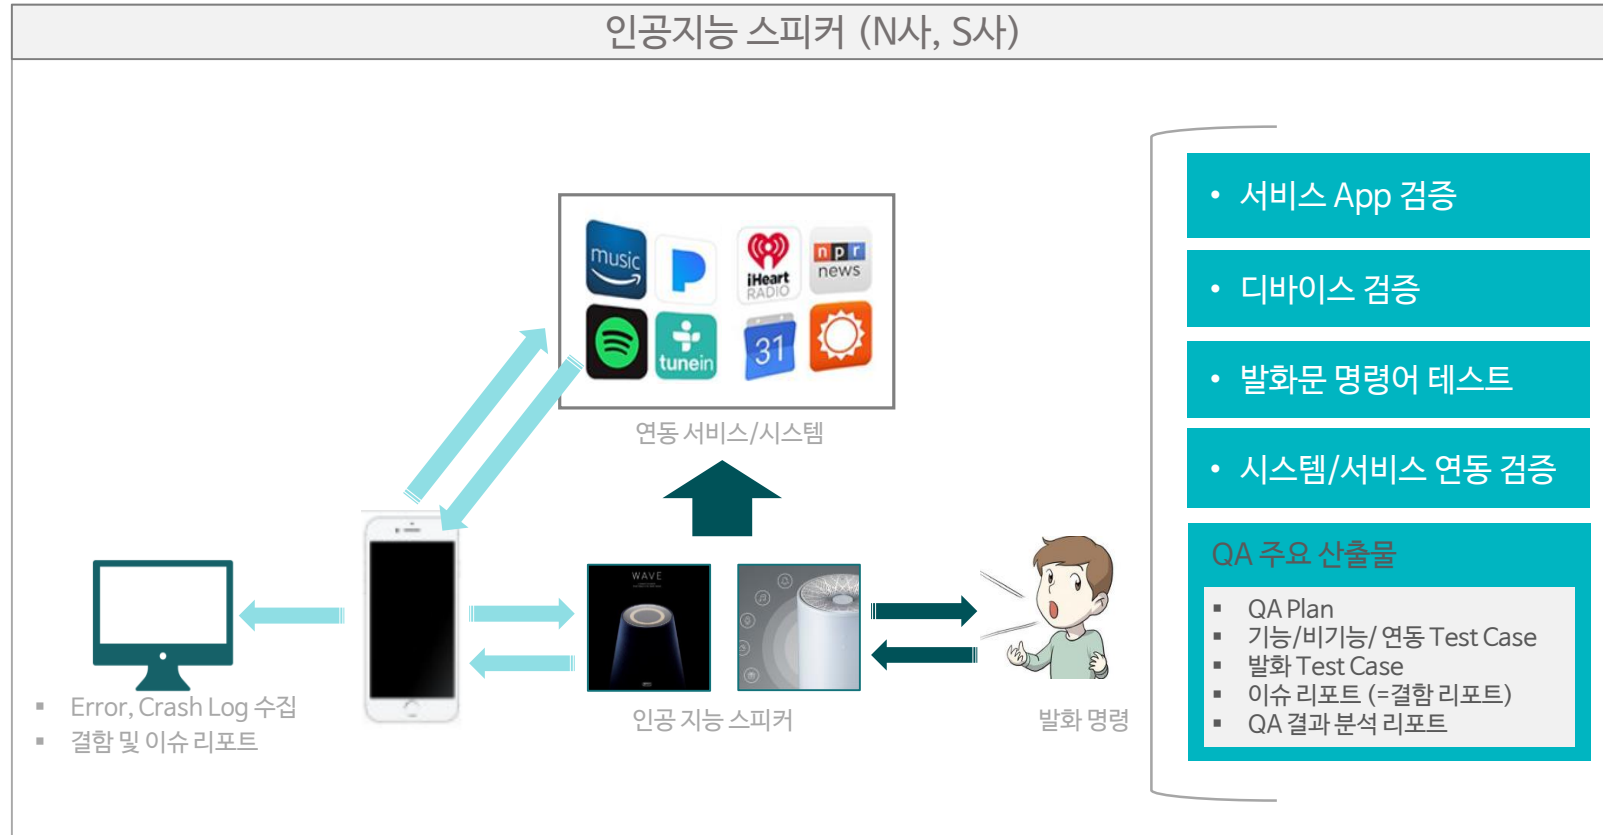 인공지능 스피커 (N사, S사)
music
iHeart
RADIO
npr
news
tunein
31
연동 서비스/시스템
WAVE
▪ Error, Crash Log 수집
▪ 결함 및 이슈 리포트
인공 지능 스피커
발화 명령
• 서비스 App 검증
• 디바이스 검증
• 발화문 명령어 테스트
• 시스템/서비스 연동 검증
QA 주요 산출물
▪ QA Plan
▪ 기능/비기능/ 연동 Test Case
▪ 발화 Test Case
▪ 이슈 리포트 (=결함 리포트)
▪ QA 결과 분석 리포트